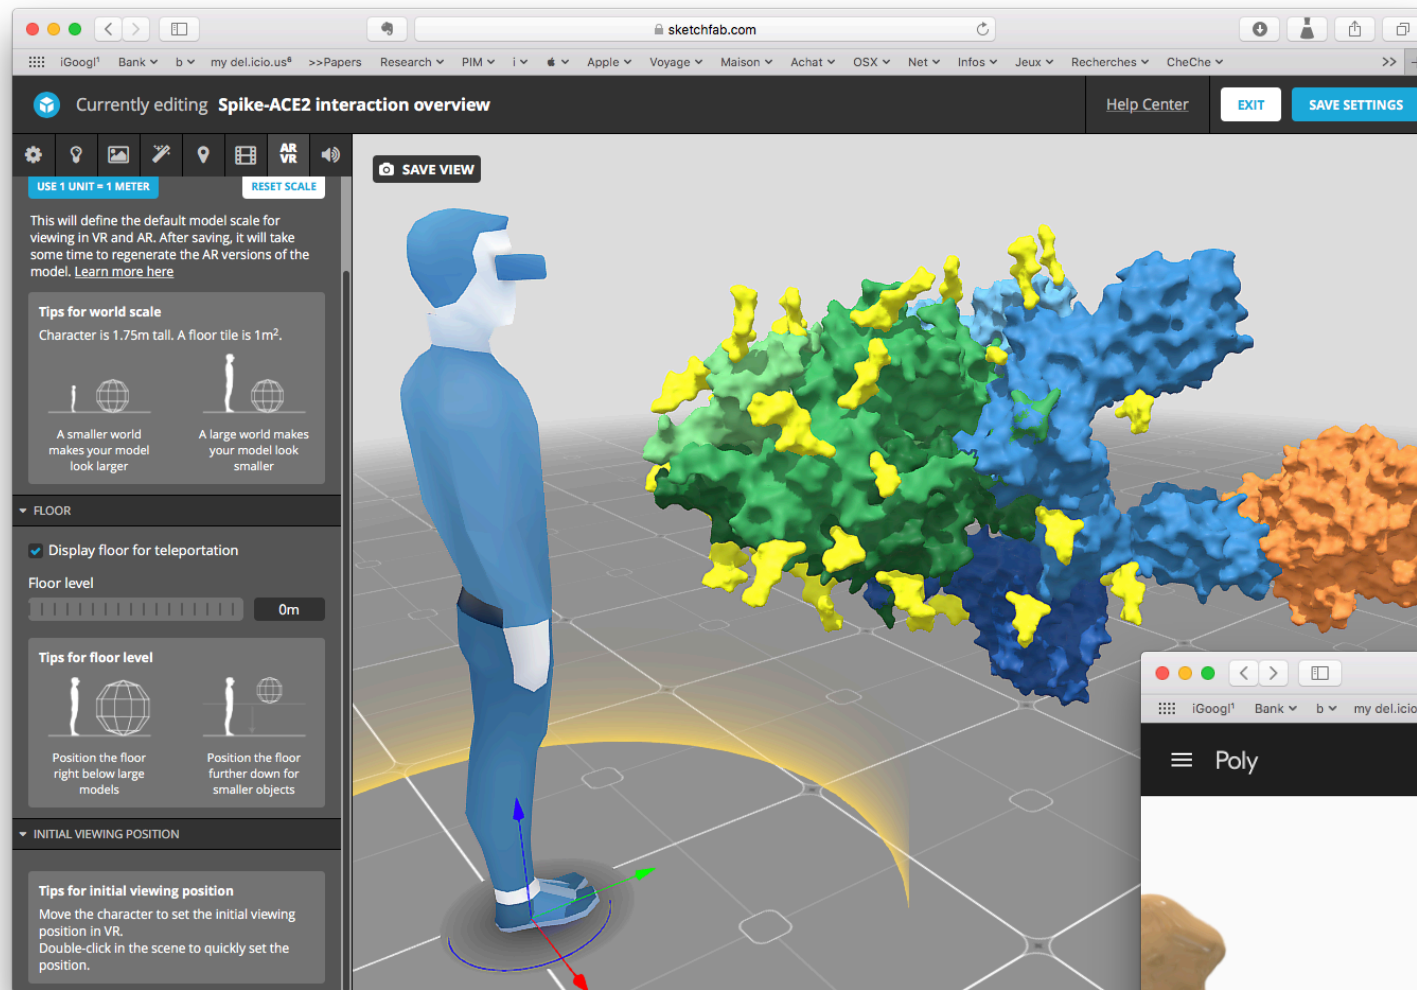 sketchfab.com
iGoogl¹ Bank b my del.icio.us⁶ >>Papers Research PIM i Apple Voyage Maison Achat OSX Net Infos Jeux Recherches CheChe >>
Currently editing Spike-ACE2 interaction overview
Help Center
EXIT
SAVE SETTINGS
AR
VR
SAVE VIEW
USE 1 UNIT = 1 METER
RESET SCALE
This will define the default model scale for
viewing in VR and AR. After saving, it will take
some time to regenerate the AR versions of the
model. Learn more here
Tips for world scale
Character is 1.75m tall. A floor tile is 1m².
A smaller world
makes your model
look larger
A large world makes
your model look
smaller
FLOOR
Display floor for teleportation
Floor level
0m
Tips for floor level
Position the floor
right below large
models
Position the floor
further down for
smaller objects
INITIAL VIEWING POSITION
Tips for initial viewing position
Move the character to set the initial viewing
position in VR.
Double-click in the scene to quickly set the
position.
iGoogl¹ Bank b my del.icio
Poly